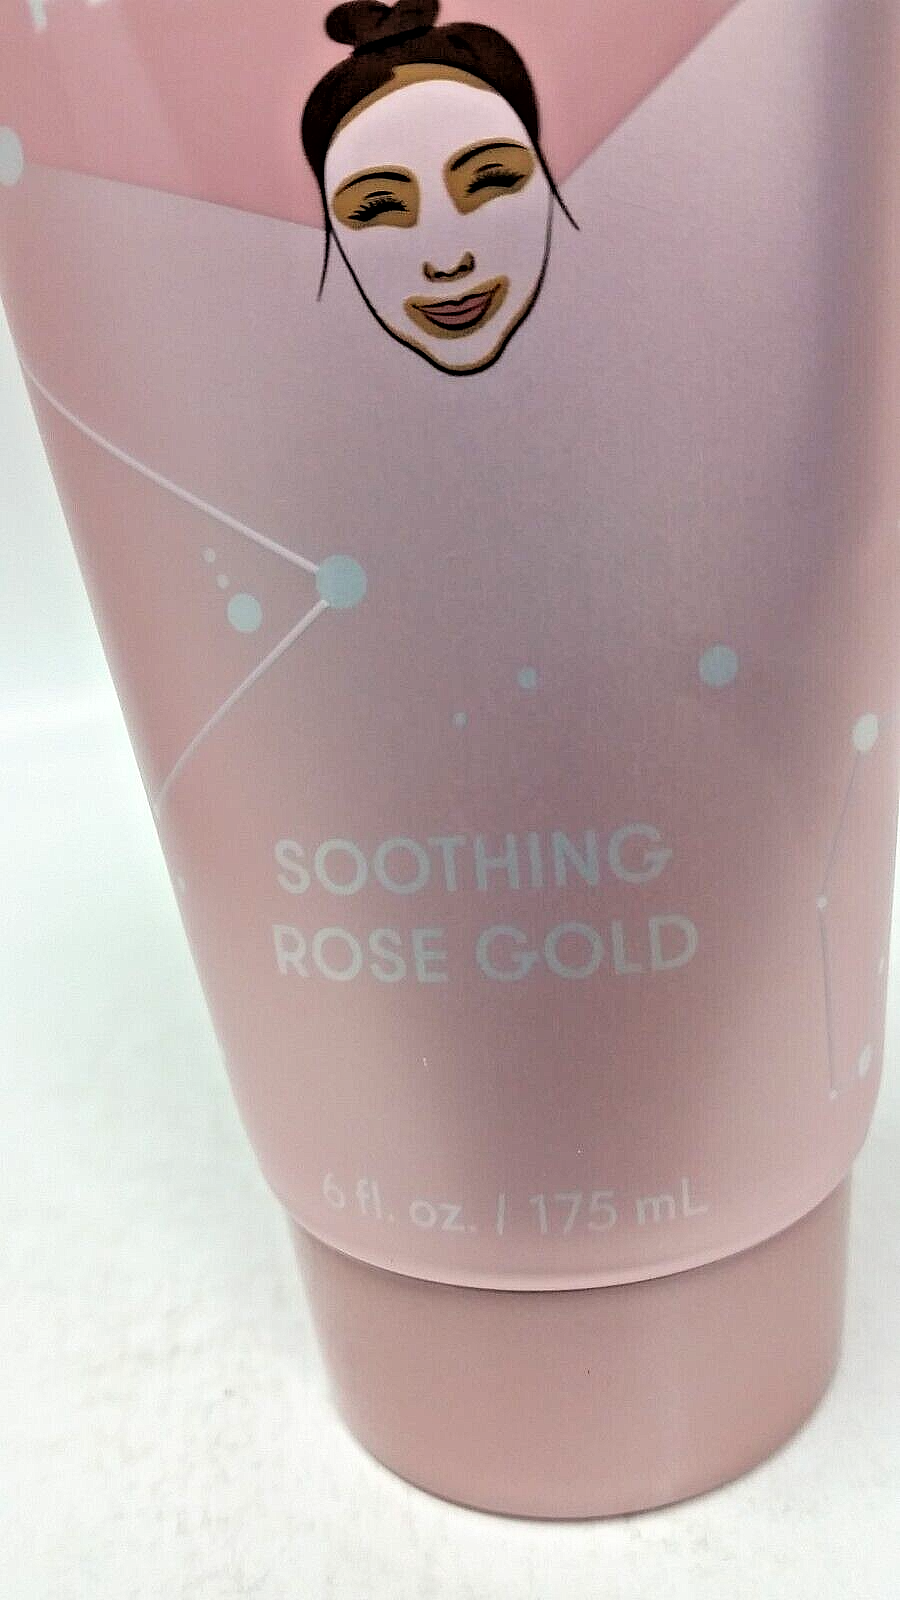 SOOTHING
ROSE GOLD
6 fl. oz. / 175 mL